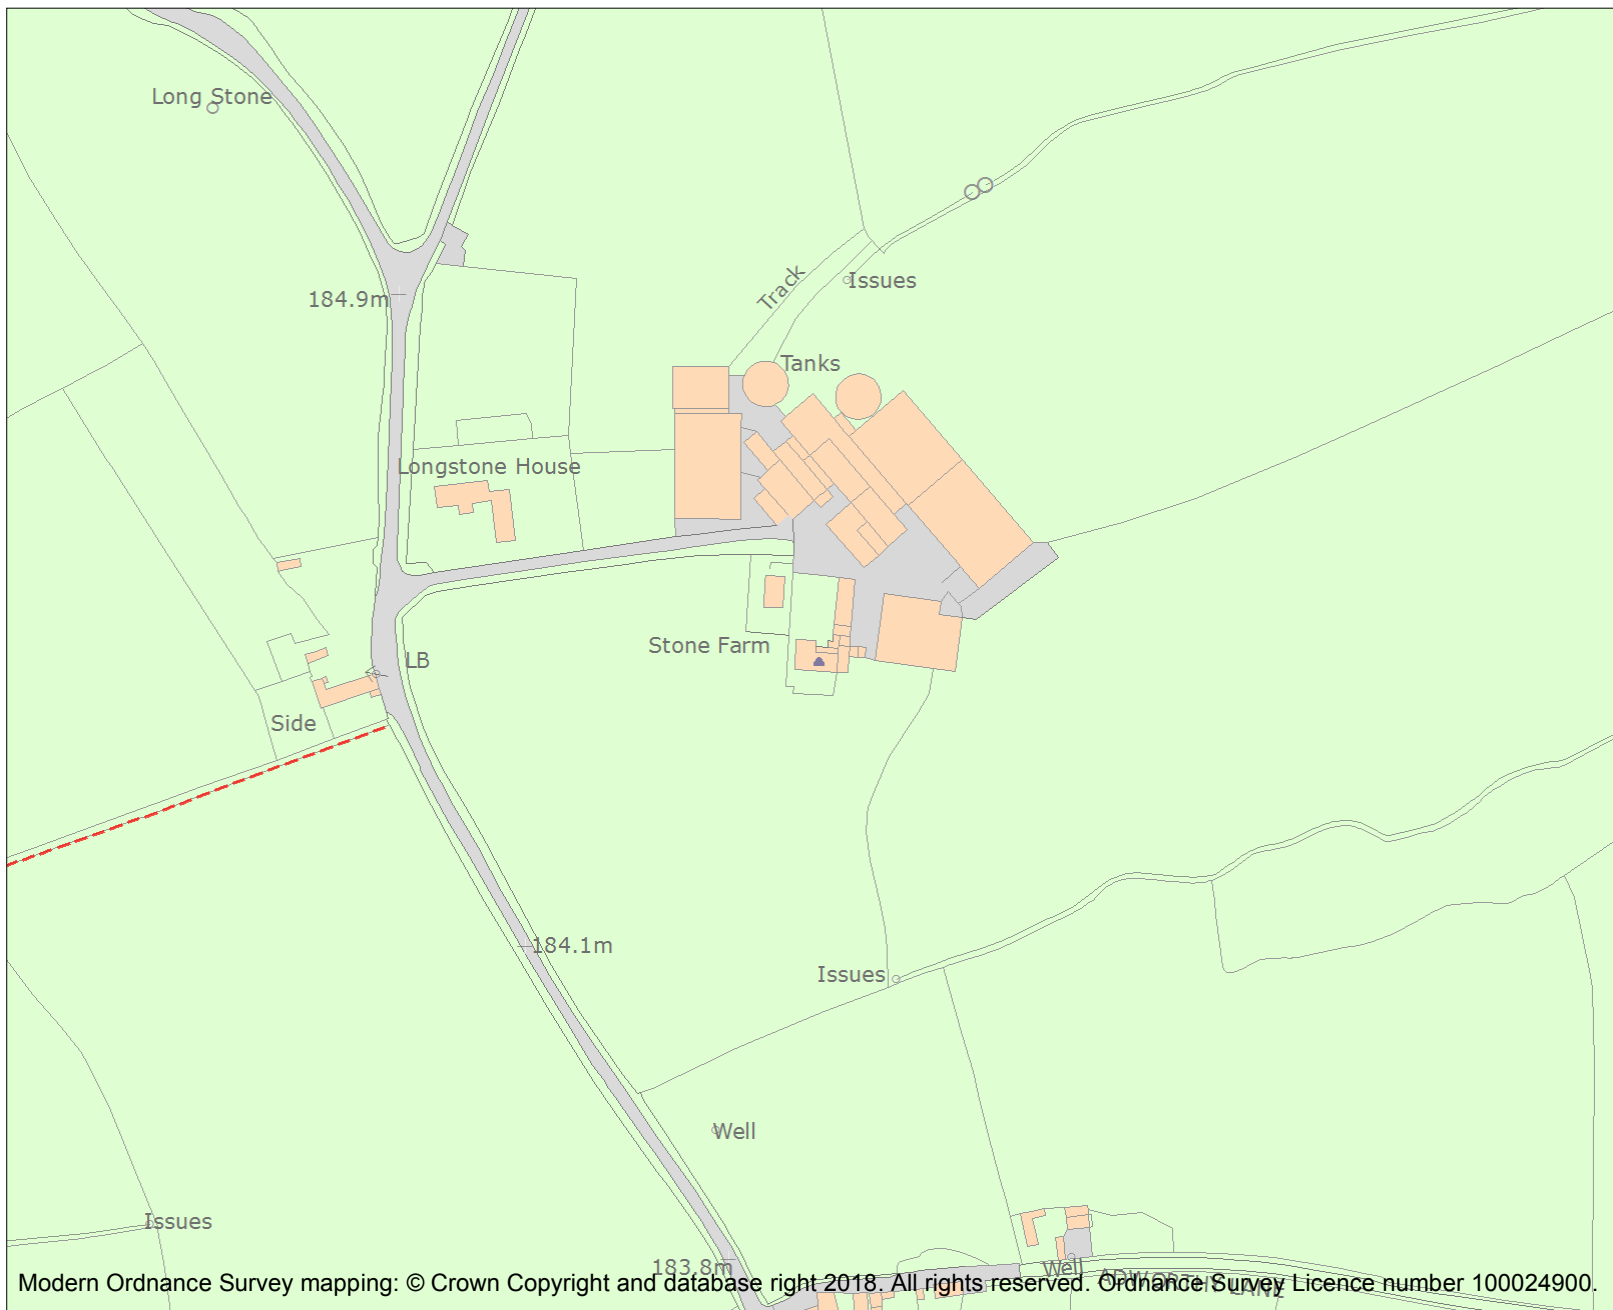 Long Stone
Track
Issues
184.9m
Tanks
Longstone House
Stone Farm
LB
Side
184.1m
Issues
Well
Issues
183.8m
Well
ADWORTHY LANE
Modern Ordnance Survey mapping: © Crown Copyright and database right 2018. All rights reserved. Ordnance Survey Licence number 100024900.